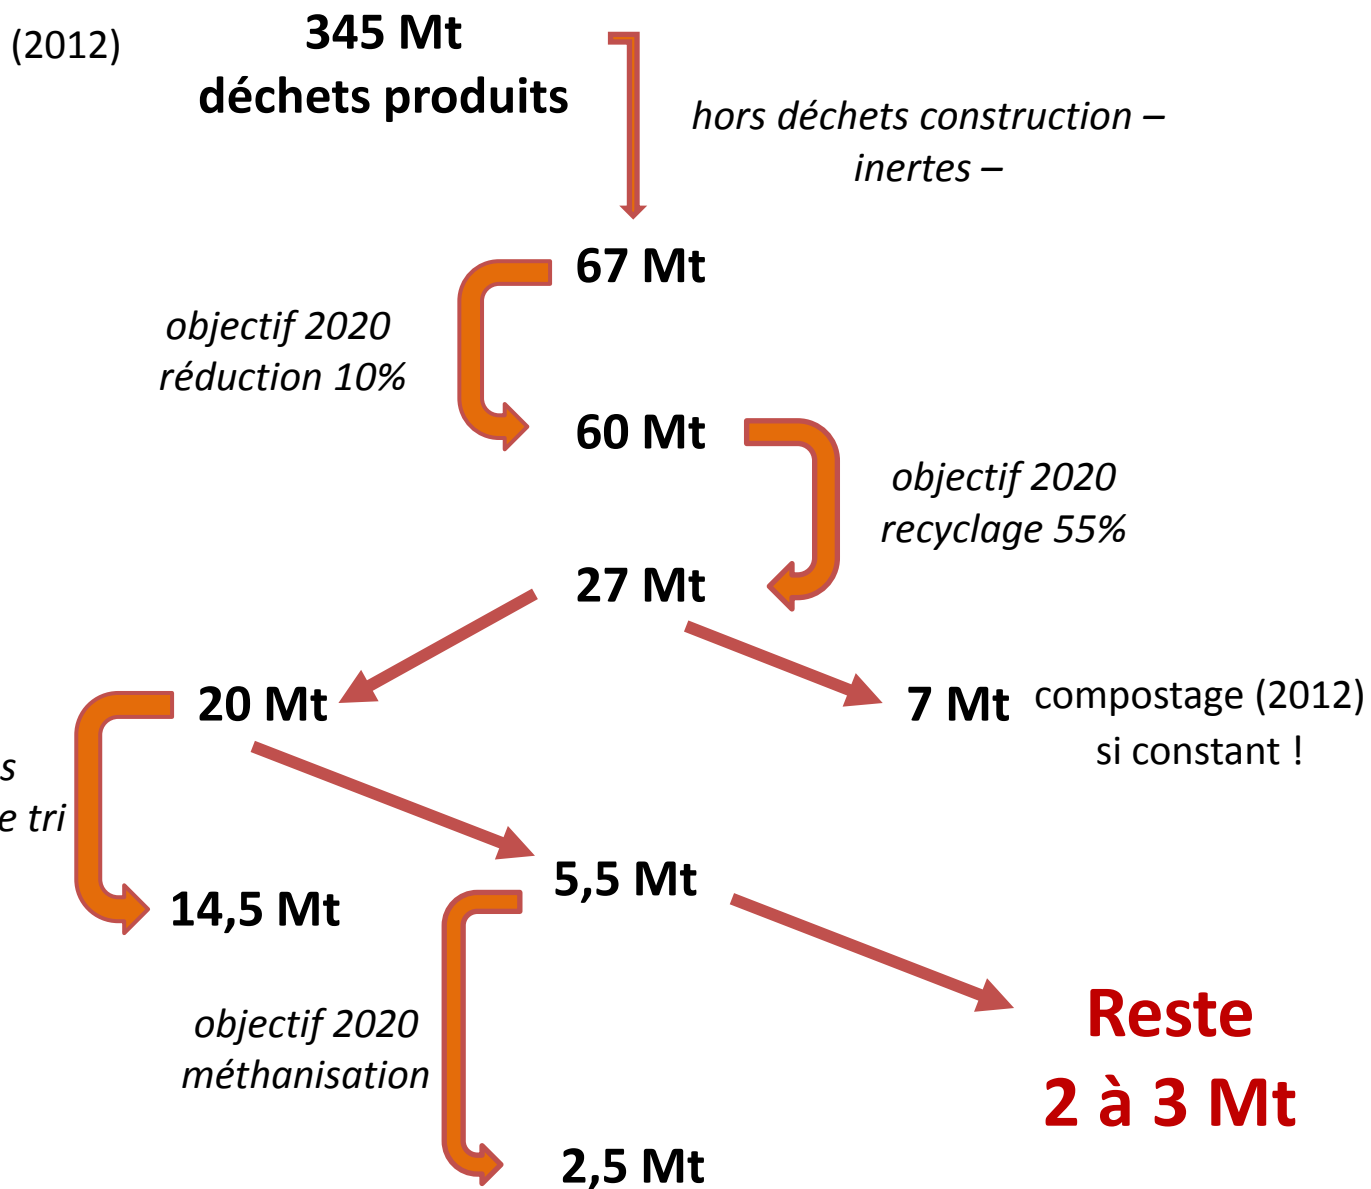 (2012)
345 Mt
déchets produits
hors déchets construction –
inertes –
67 Mt
objectif 2020
réduction 10%
60 Mt
objectif 2020
recyclage 55%
27 Mt
20 Mt
7 Mt
compostage (2012)
si constant !
s
e tri
14,5 Mt
5,5 Mt
objectif 2020
méthanisation
2,5 Mt
Reste
2 à 3 Mt